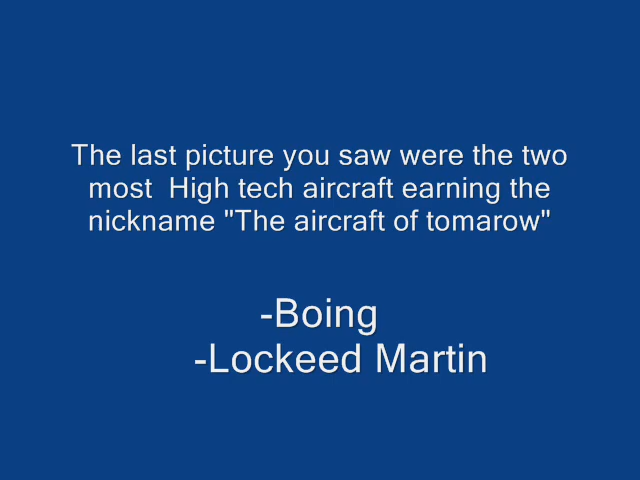 The last picture you saw were the two
most  High tech aircraft earning the
nickname "The aircraft of tomarow"
-Boing
-Lockeed Martin